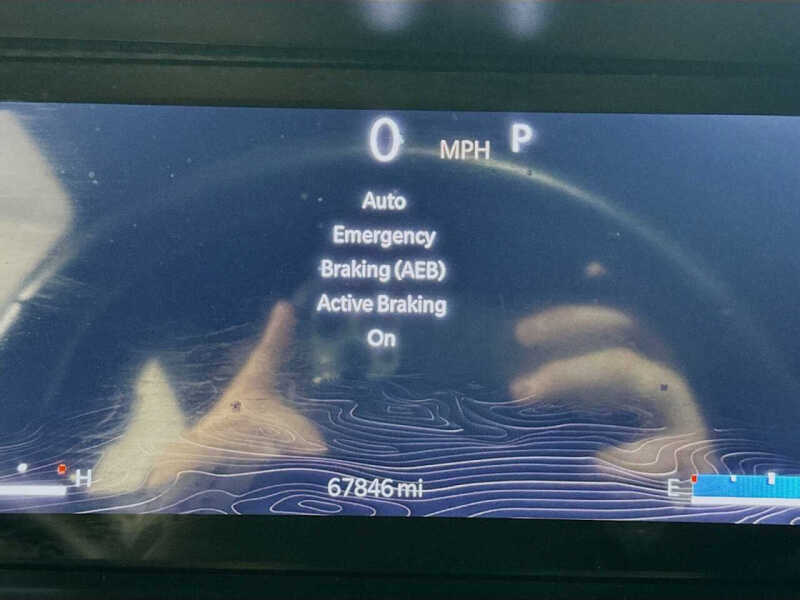 0 MPH P
Auto
Emergency
Braking (AEB)
Active Braking
On
H 67846 mi E